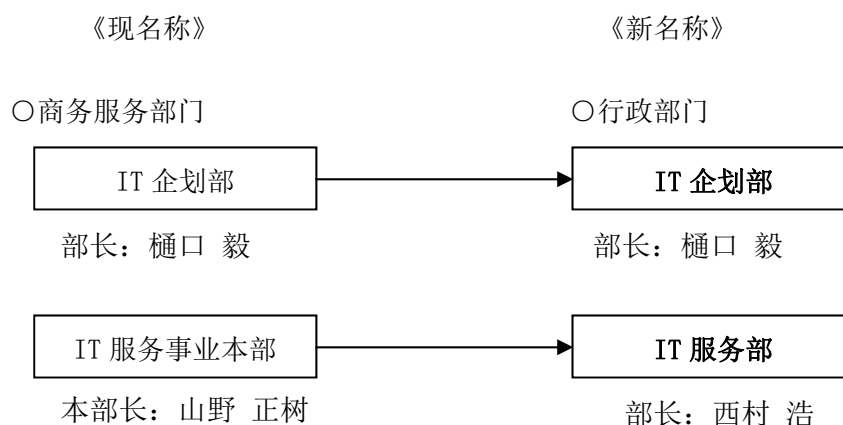 《现名称》 《新名称》
〇商务服务部门 〇行政部门
IT 企划部 IT 企划部
部长：樋口 毅 部长：樋口 毅
IT 服务事业本部 IT 服务部
本部长：山野 正树 部长：西村 浩